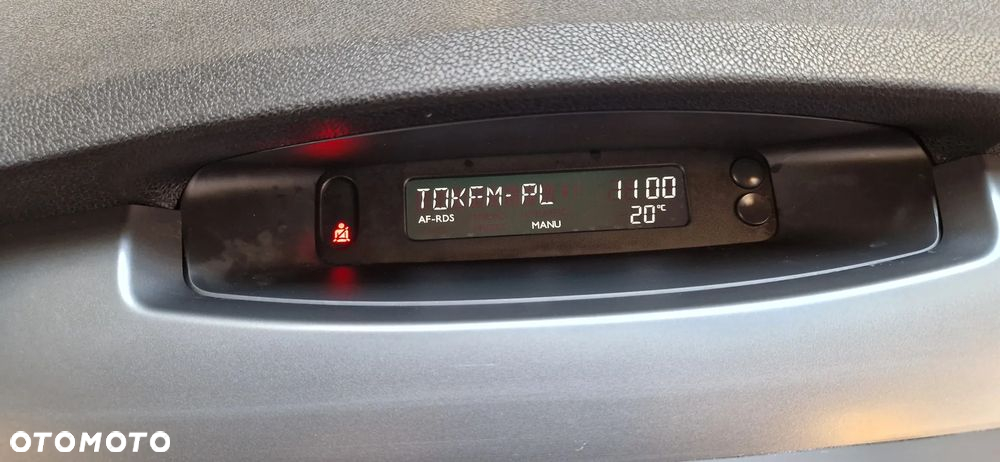 TOKFM-PL 1100
AF-RDS MANU 20°C
OTOMOTO